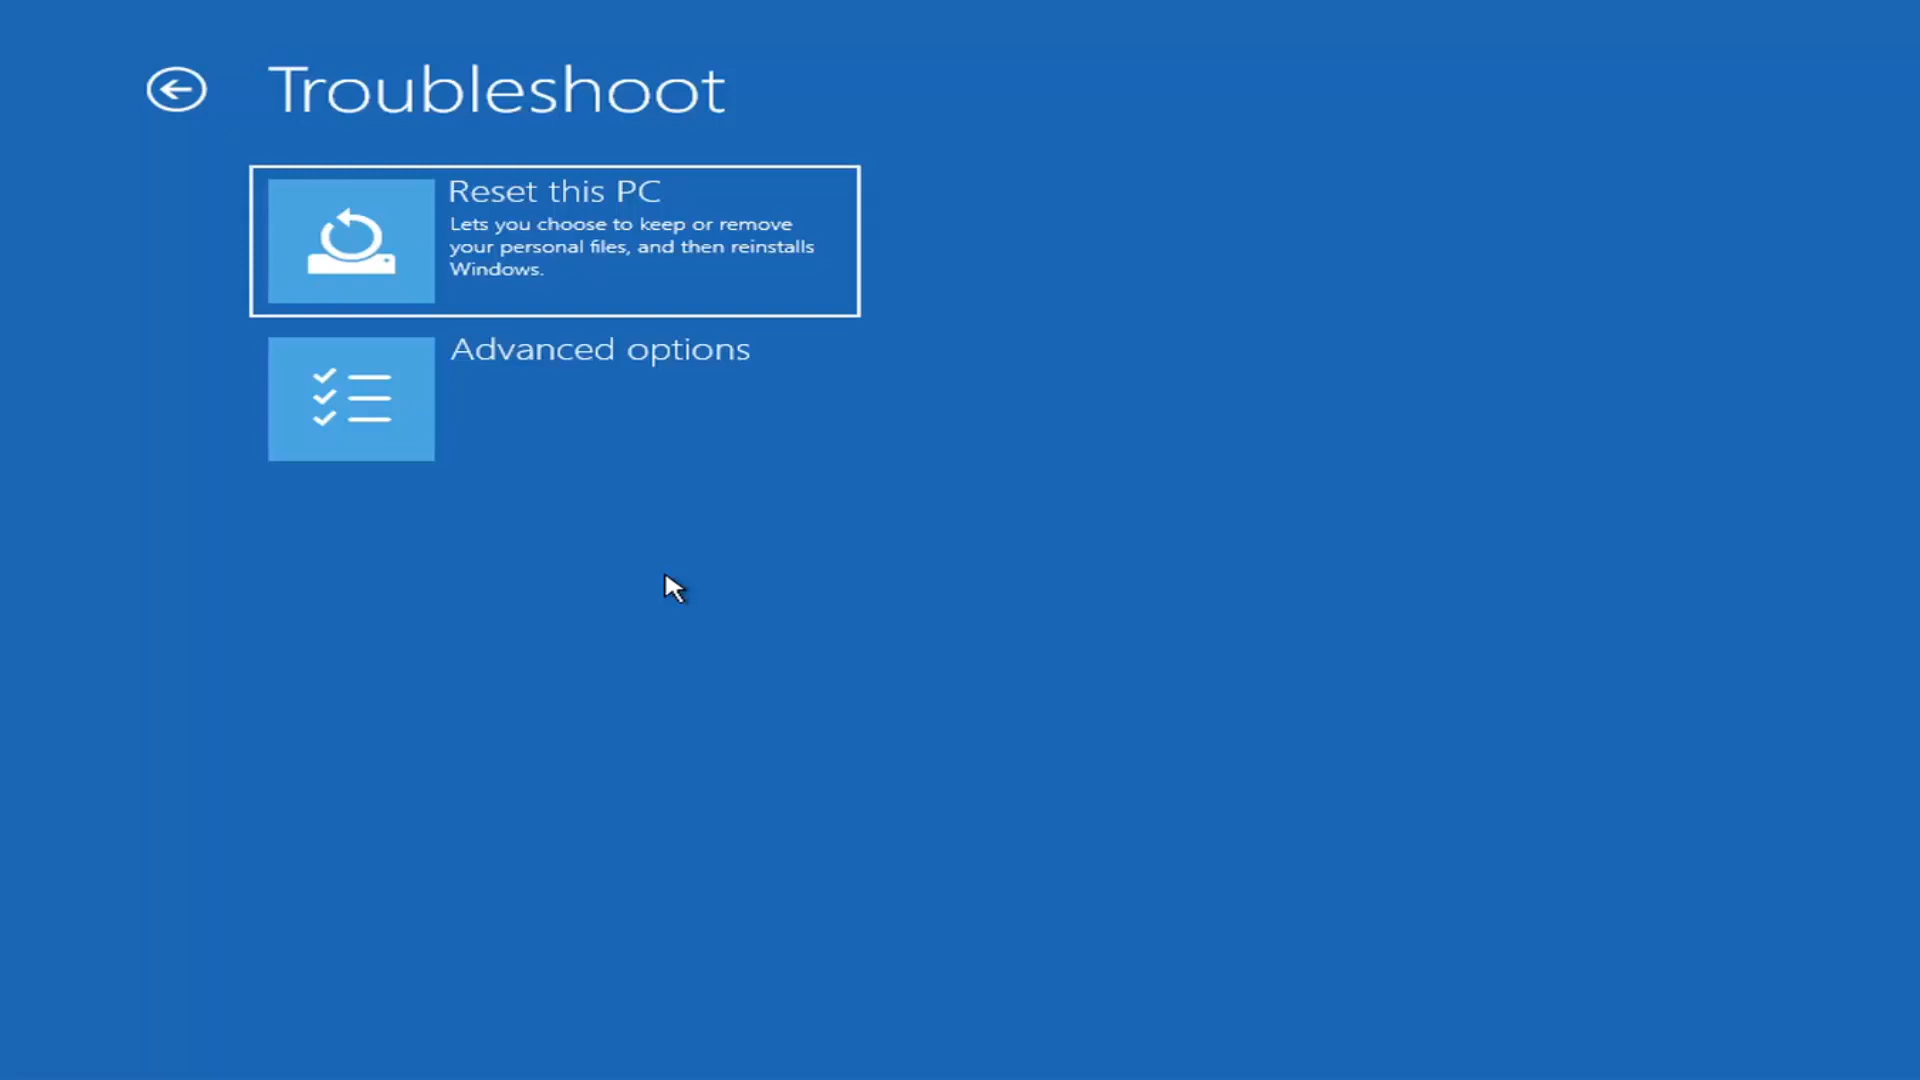 Troubleshoot
Reset this PC
Lets you choose to keep or remove
your personal files, and then reinstalls
Windows.
Advanced options